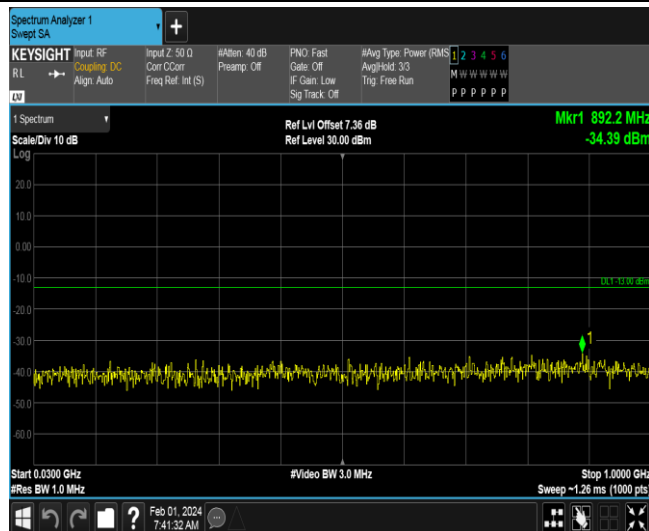 Spectrum Analyzer 1
Swept SA
+
KEYSIGHT
RL
Input: RF
Coupling: DC
Align: Auto
Input Z: 50 Ω
Corr CCorr
Freq Ref: Int (S)
#Atten: 40 dB
Preamp: Off
PNO: Fast
Gate: Off
IF Gain: Low
Sig Track: Off
#Avg Type: Power (RMS
Avg|Hold: 3/3
Trig: Free Run
1 2 3 4 5 6
M W W W W W
P P P P P P
1 Spectrum
Scale/Div 10 dB
Log
Ref Lvl Offset 7.36 dB
Ref Level 30.00 dBm
Mkr1 892.2 MHz
-34.39 dBm
20.0
10.0
0.00
-10.0
DL1 -13.00 dBm
-20.0
-30.0
1
-40.0
-50.0
-60.0
Start 0.0300 GHz
#Res BW 1.0 MHz
#Video BW 3.0 MHz
Stop 1.0000 GHz
Sweep ~1.26 ms (1000 pts)
?
Feb 01, 2024
7:41:32 AM